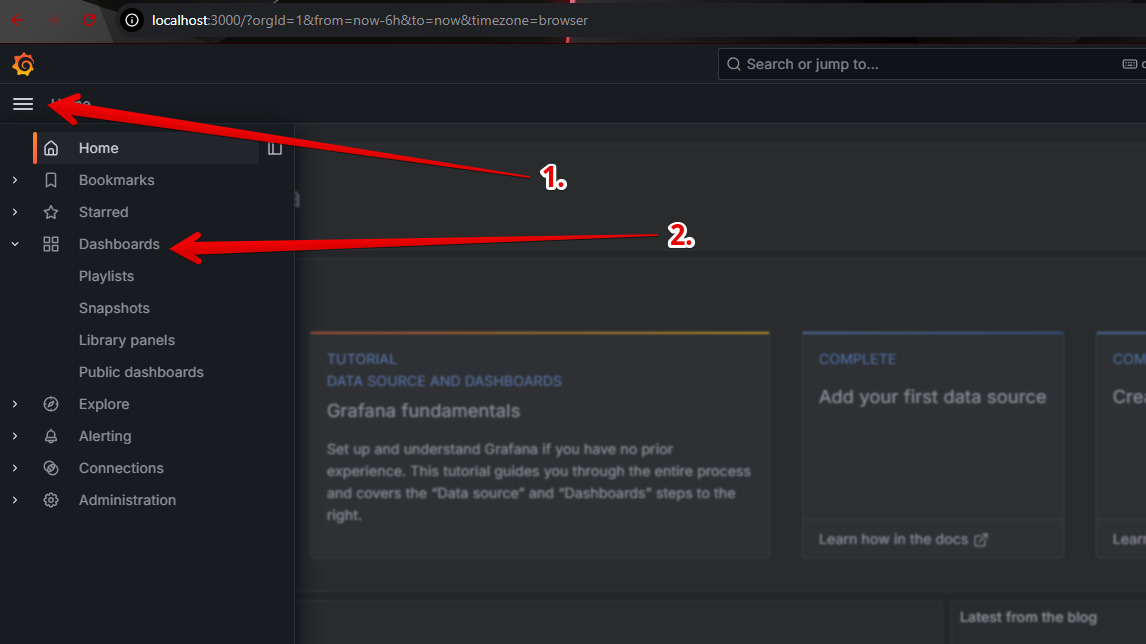 localhost:3000/?orgId=1&from=now-6h&to=now&timezone=browser
Search or jump to...
Home
1.
Bookmarks
Starred
2.
Dashboards
Playlists
Snapshots
Library panels
Public dashboards
Explore
Alerting
Connections
Administration
TUTORIAL
DATA SOURCE AND DASHBOARDS
Grafana fundamentals
Set up and understand Grafana if you have no prior
experience. This tutorial guides you through the entire process
and covers the “Data source” and “Dashboards” steps to the
right.
COMPLETE
Add your first data source
Learn how in the docs
COM
Crea
Learn
Latest from the blog